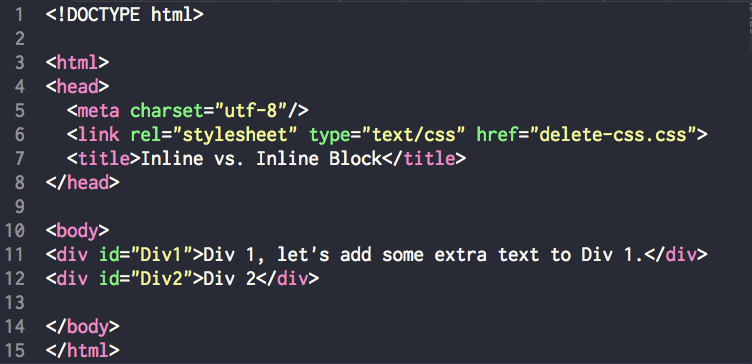 1 <!DOCTYPE html>
2
3 <html>
4 <head>
5   <meta charset="utf-8"/>
6   <link rel="stylesheet" type="text/css" href="delete-css.css">
7   <title>Inline vs. Inline Block</title>
8 </head>
9
10 <body>
11 <div id="Div1">Div 1, let's add some extra text to Div 1.</div>
12 <div id="Div2">Div 2</div>
13
14 </body>
15 </html>